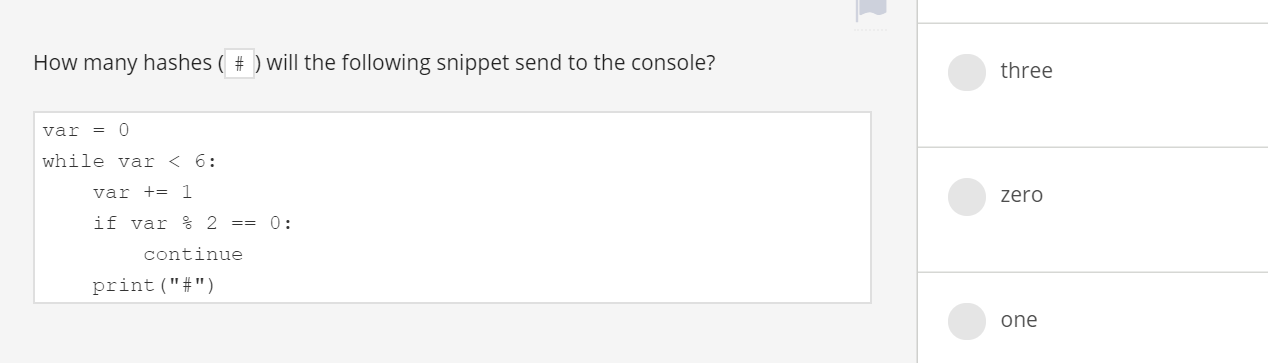 How many hashes ( # ) will the following snippet send to the console?
var = 0
while var < 6:
    var += 1
    if var % 2 == 0:
        continue
    print("#")
three
zero
one